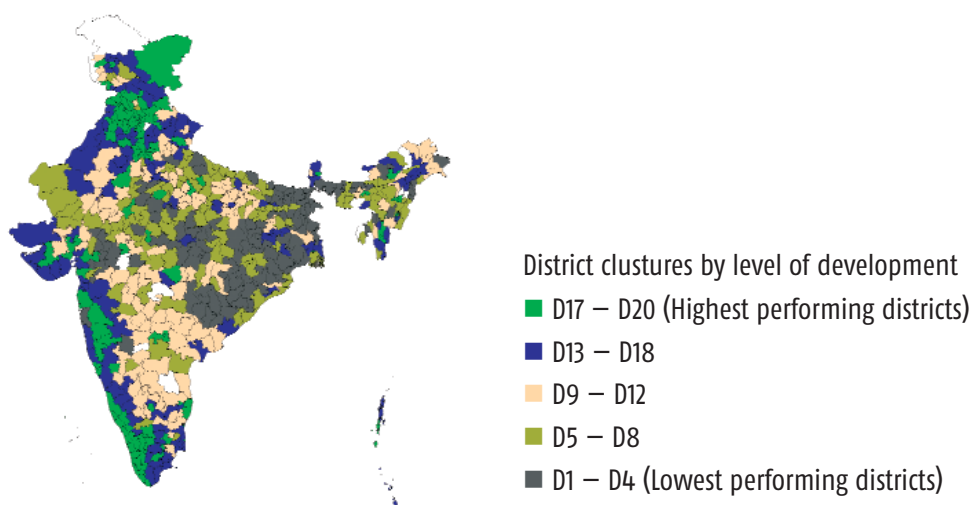 District clustures by level of development
D17 – D20 (Highest performing districts)
D13 – D18
D9 – D12
D5 – D8
D1 – D4 (Lowest performing districts)